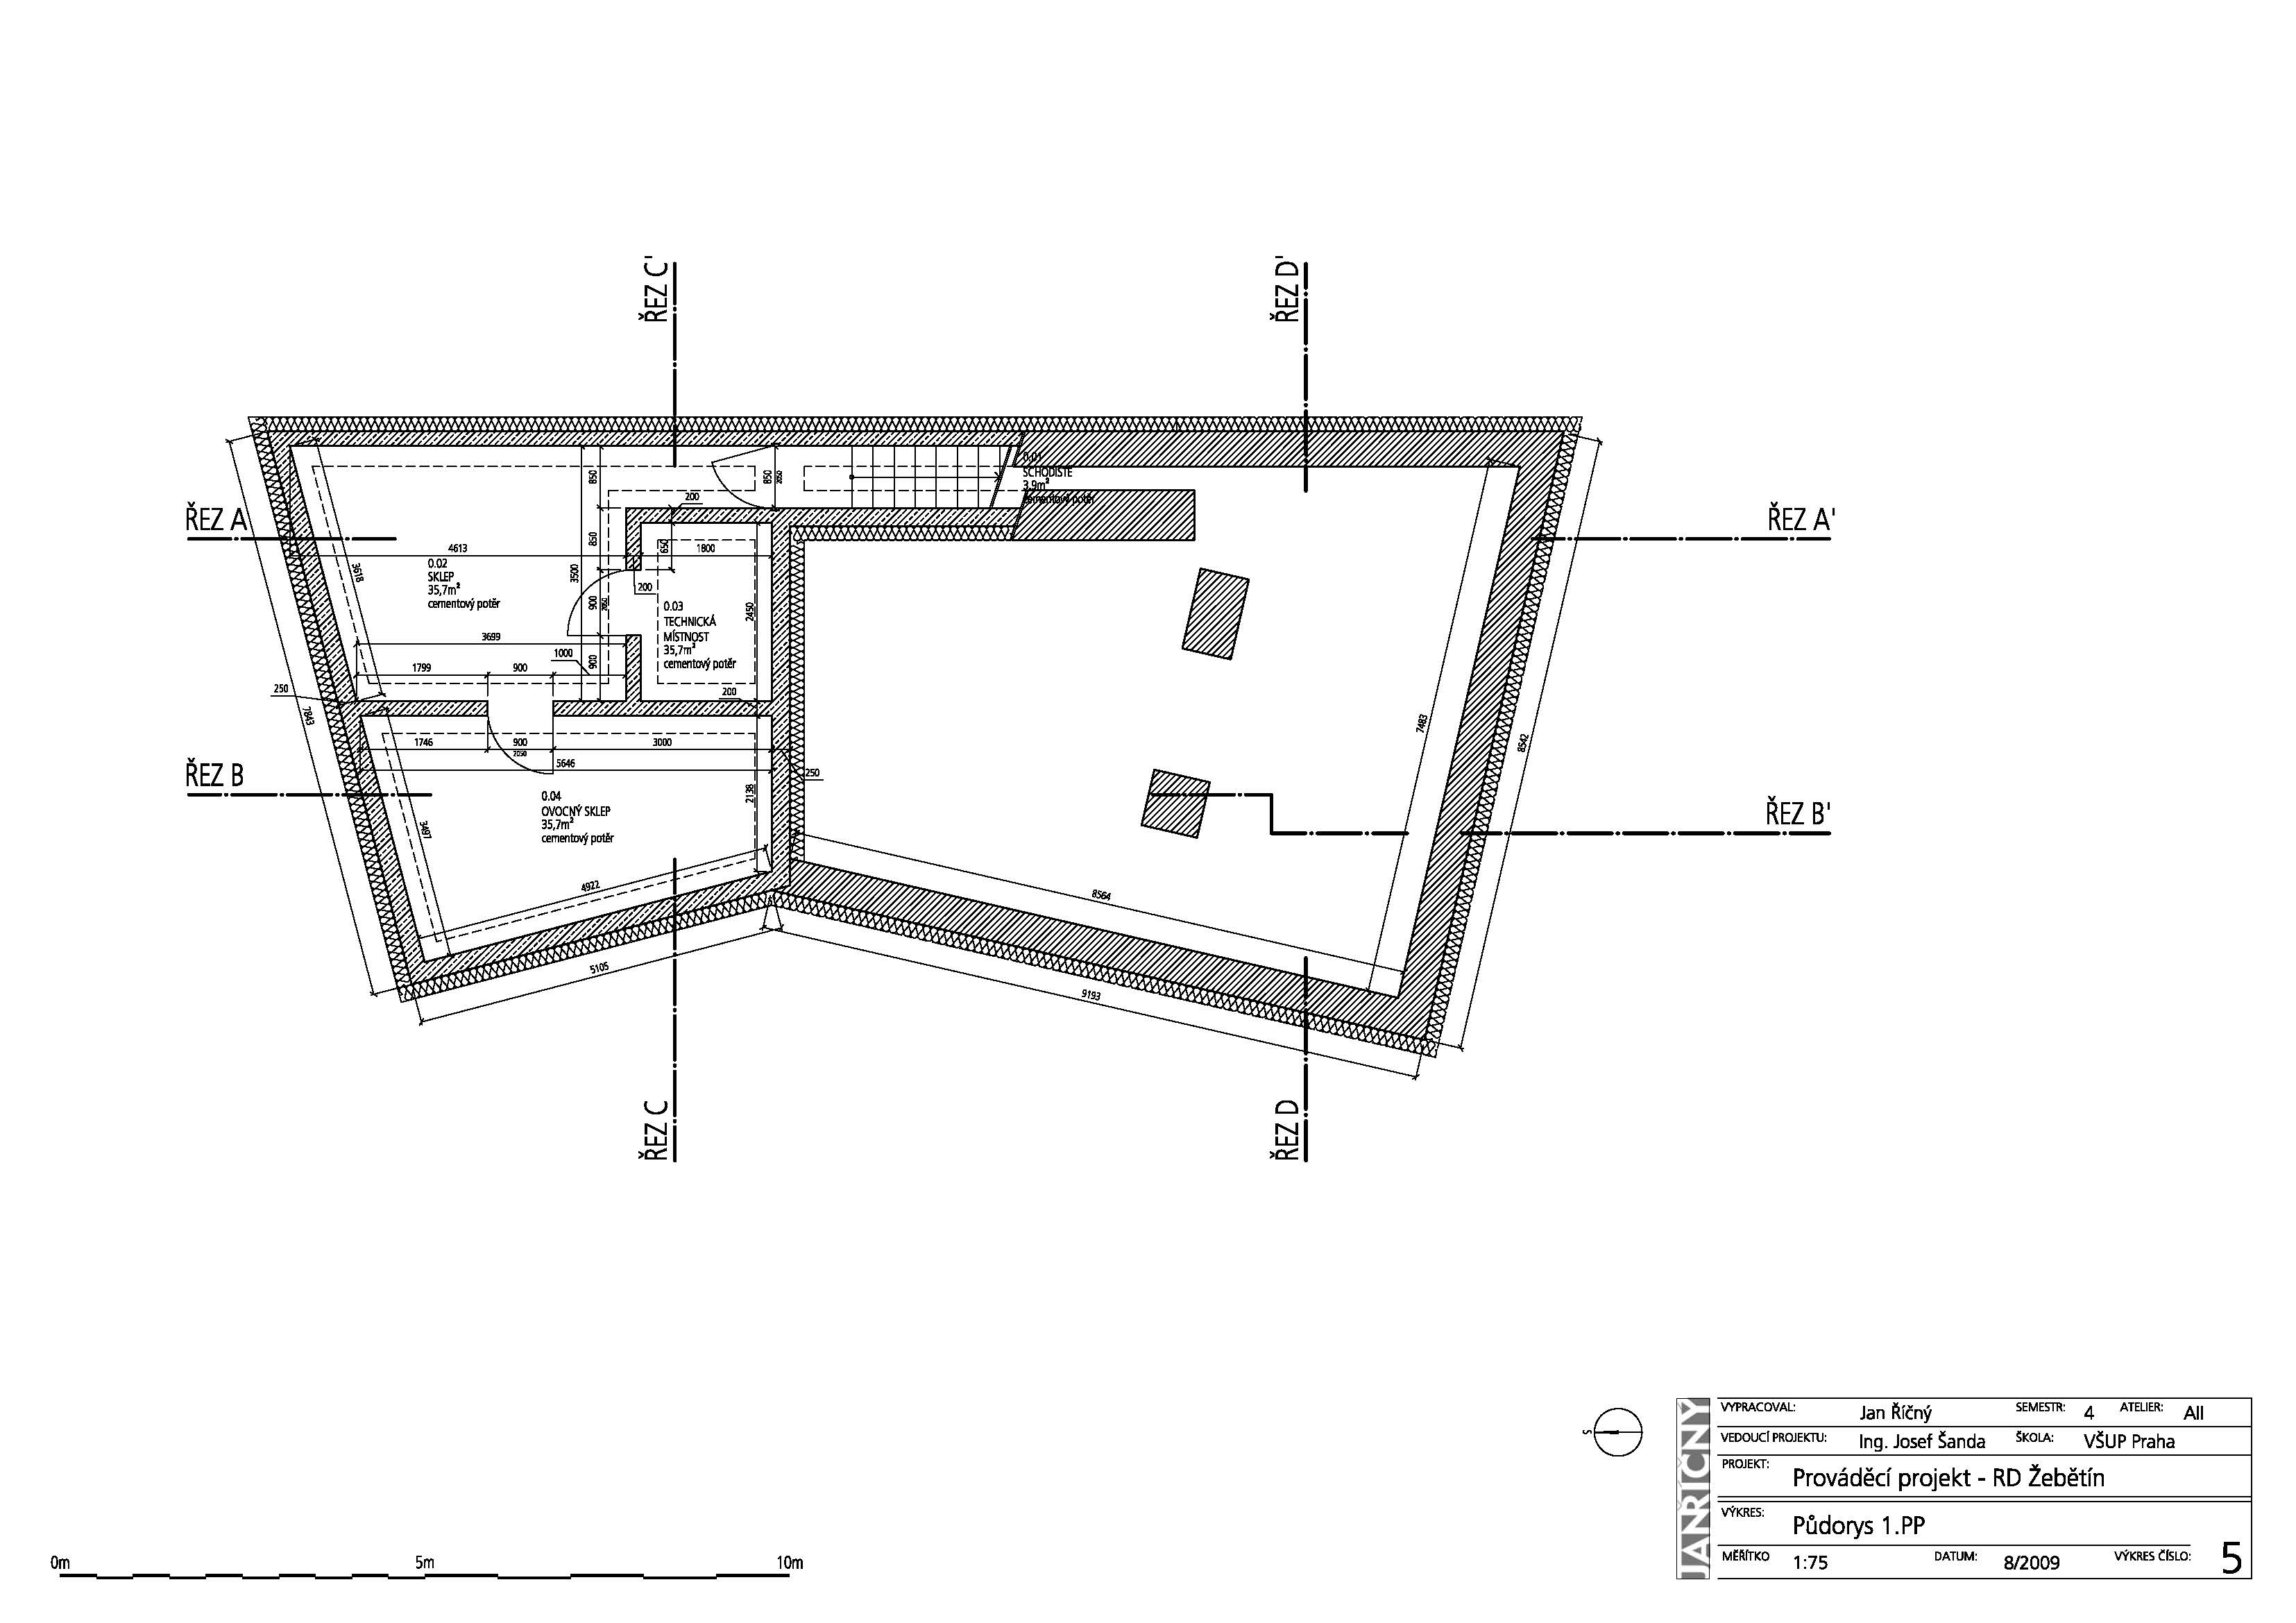 ŘEZ C'
ŘEZ D'
ŘEZ A
ŘEZ A'
ŘEZ B
ŘEZ B'
ŘEZ C
ŘEZ D
0.01
SCHODIŠTĚ
3,9m²
cementový potěr
850
850
2050
200
850
650
1800
4613
3618
3500
0.02
SKLEP
35,7m²
cementový potěr
200
900
2050
2450
0.03
TECHNICKÁ
MÍSTNOST
35,7m²
cementový potěr
3699
1000
900
1799
900
250
200
7843
1746
900
2050
3000
5646
250
2138
0.04
OVOCNÝ SKLEP
35,7m²
cementový potěr
3497
4922
5105
8564
9193
7483
8542
S
JANŘÍČNÝ
VYPRACOVAL: Jan Říčný SEMESTR: 4 ATELIER: AII
VEDOUCÍ PROJEKTU: Ing. Josef Šanda ŠKOLA: VŠUP Praha
PROJEKT: Prováděcí projekt - RD Žebětín
VÝKRES: Půdorys 1.PP
MĚŘÍTKO 1:75 DATUM: 8/2009 VÝKRES ČÍSLO: 5
0m 5m 10m